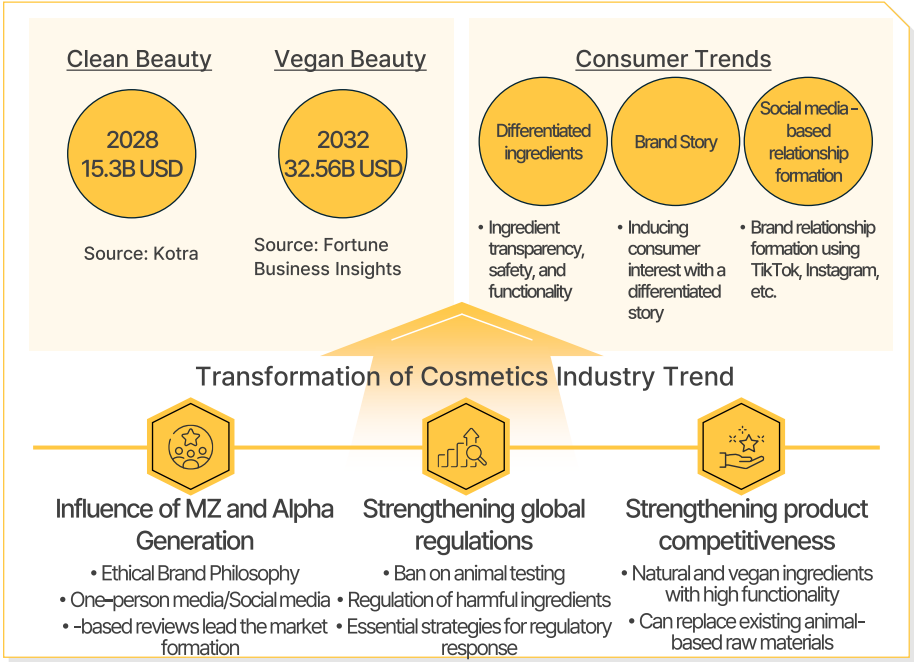 Clean Beauty
2028
15.3B USD
Source: Kotra
Vegan Beauty
2032
32.56B USD
Source: Fortune
Business Insights
Consumer Trends
Differentiated
ingredients
• Ingredient
transparency,
safety, and
functionality
Brand Story
• Inducing
consumer
interest with a
differentiated
story
Social media-
based
relationship
formation
• Brand relationship
formation using
TikTok, Instagram,
etc.
Transformation of Cosmetics Industry Trend
Influence of MZ and Alpha
Generation
• Ethical Brand Philosophy
• One-person media/Social media
• -based reviews lead the market
formation
Strengthening global
regulations
• Ban on animal testing
• Regulation of harmful ingredients
• Essential strategies for regulatory
response
Strengthening product
competitiveness
• Natural and vegan ingredients
with high functionality
• Can replace existing animal-
based raw materials